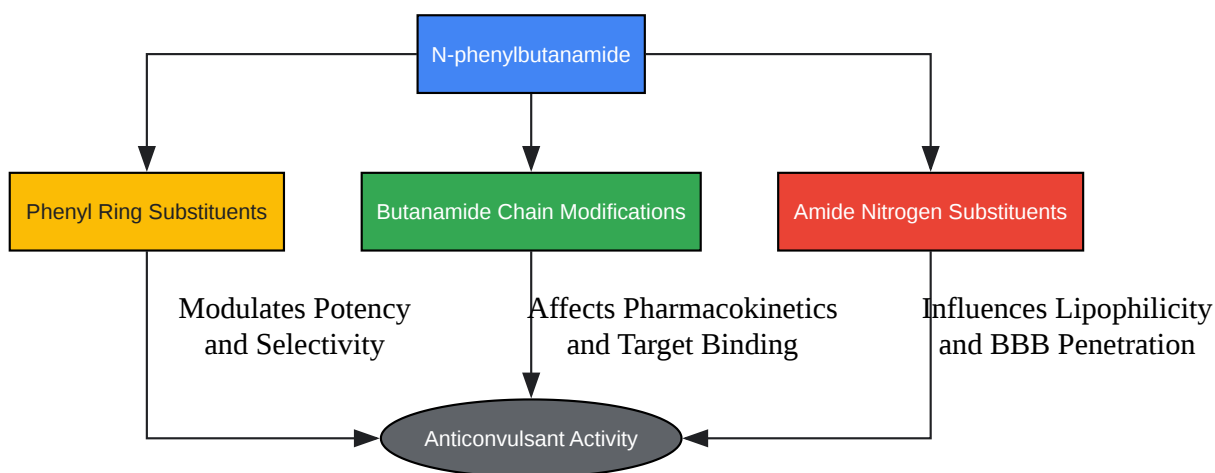 N-phenylbutanamide
Phenyl Ring Substituents
Butanamide Chain Modifications
Amide Nitrogen Substituents
Modulates Potency
and Selectivity
Affects Pharmacokinetics
and Target Binding
Influences Lipophilicity
and BBB Penetration
Anticonvulsant Activity